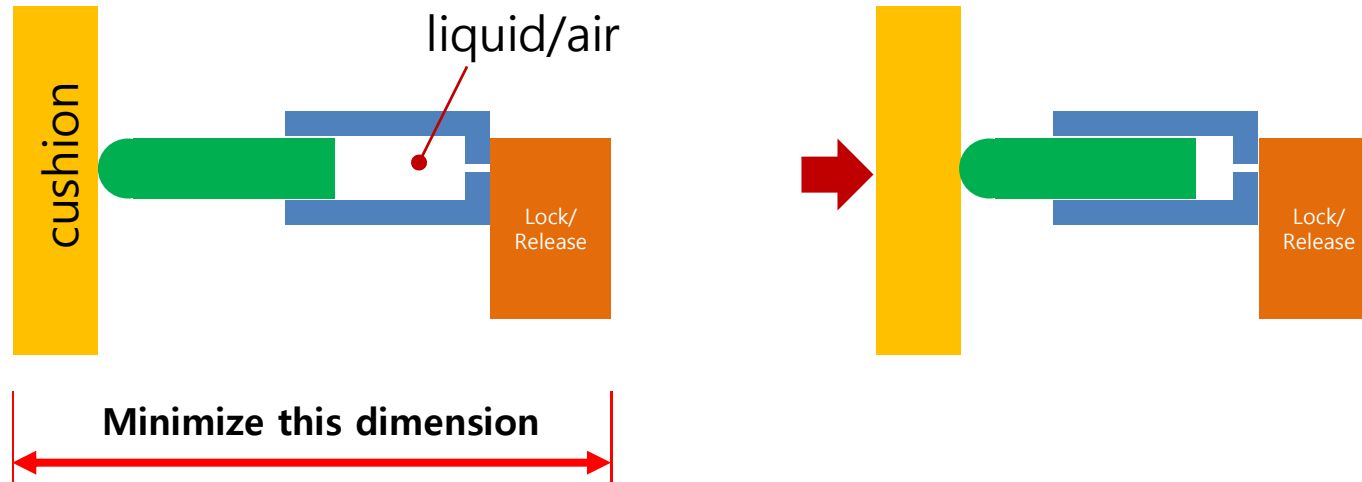 liquid/air
cushion
Lock/
Release
Lock/
Release
Minimize this dimension